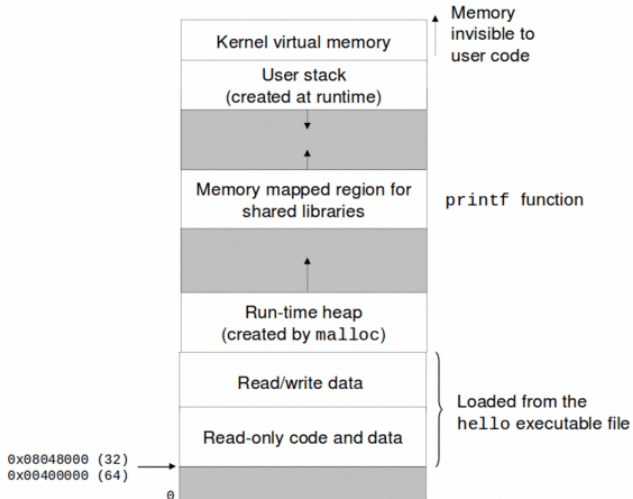 Memory
invisible to
user code
Kernel virtual memory
User stack
(created at runtime)
Memory mapped region for
shared libraries
printf function
Run-time heap
(created by malloc)
Read/write data
Loaded from the
hello executable file
Read-only code and data
0x08048000 (32)
0x00400000 (64)
0